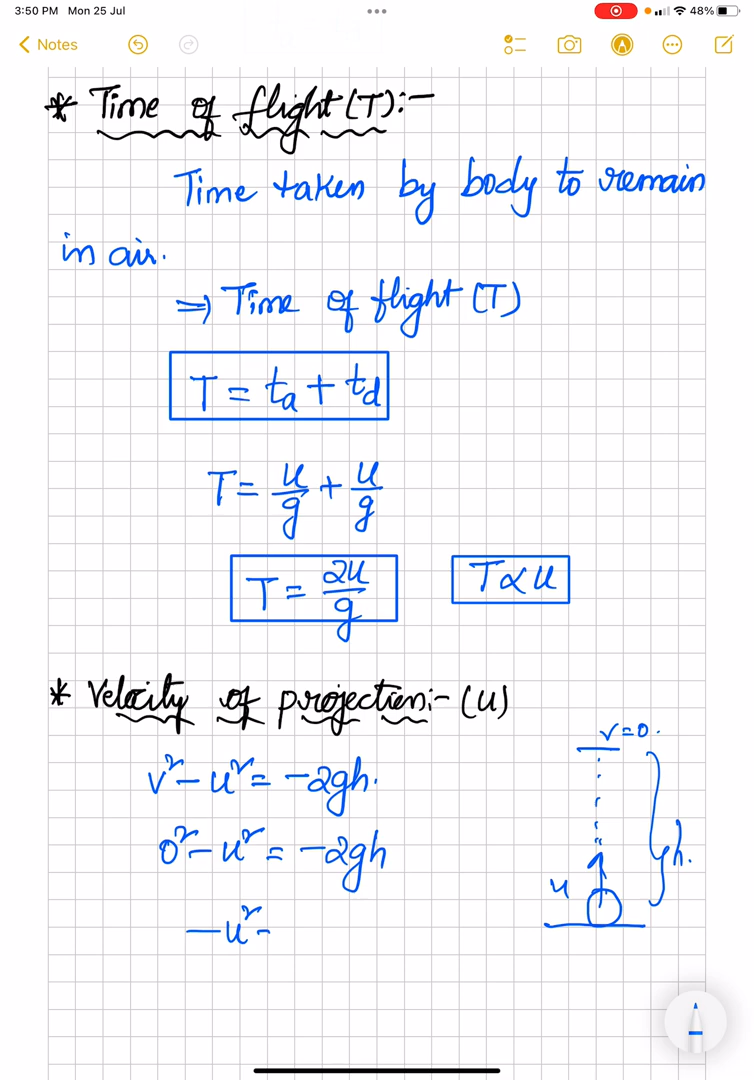 3:50 PM Mon 25 Jul
48%
Notes
* Time of flight (T):-
Time taken by body to remain
in air.
⇒ Time of flight (T)
T = ta + td
T = u/g + u/g
T = 2u/g
T ∝ u
* Velocity of projection:- (u)
v² - u² = -2gh.
0² - u² = -2gh
-u² =
v = 0.
h.
u